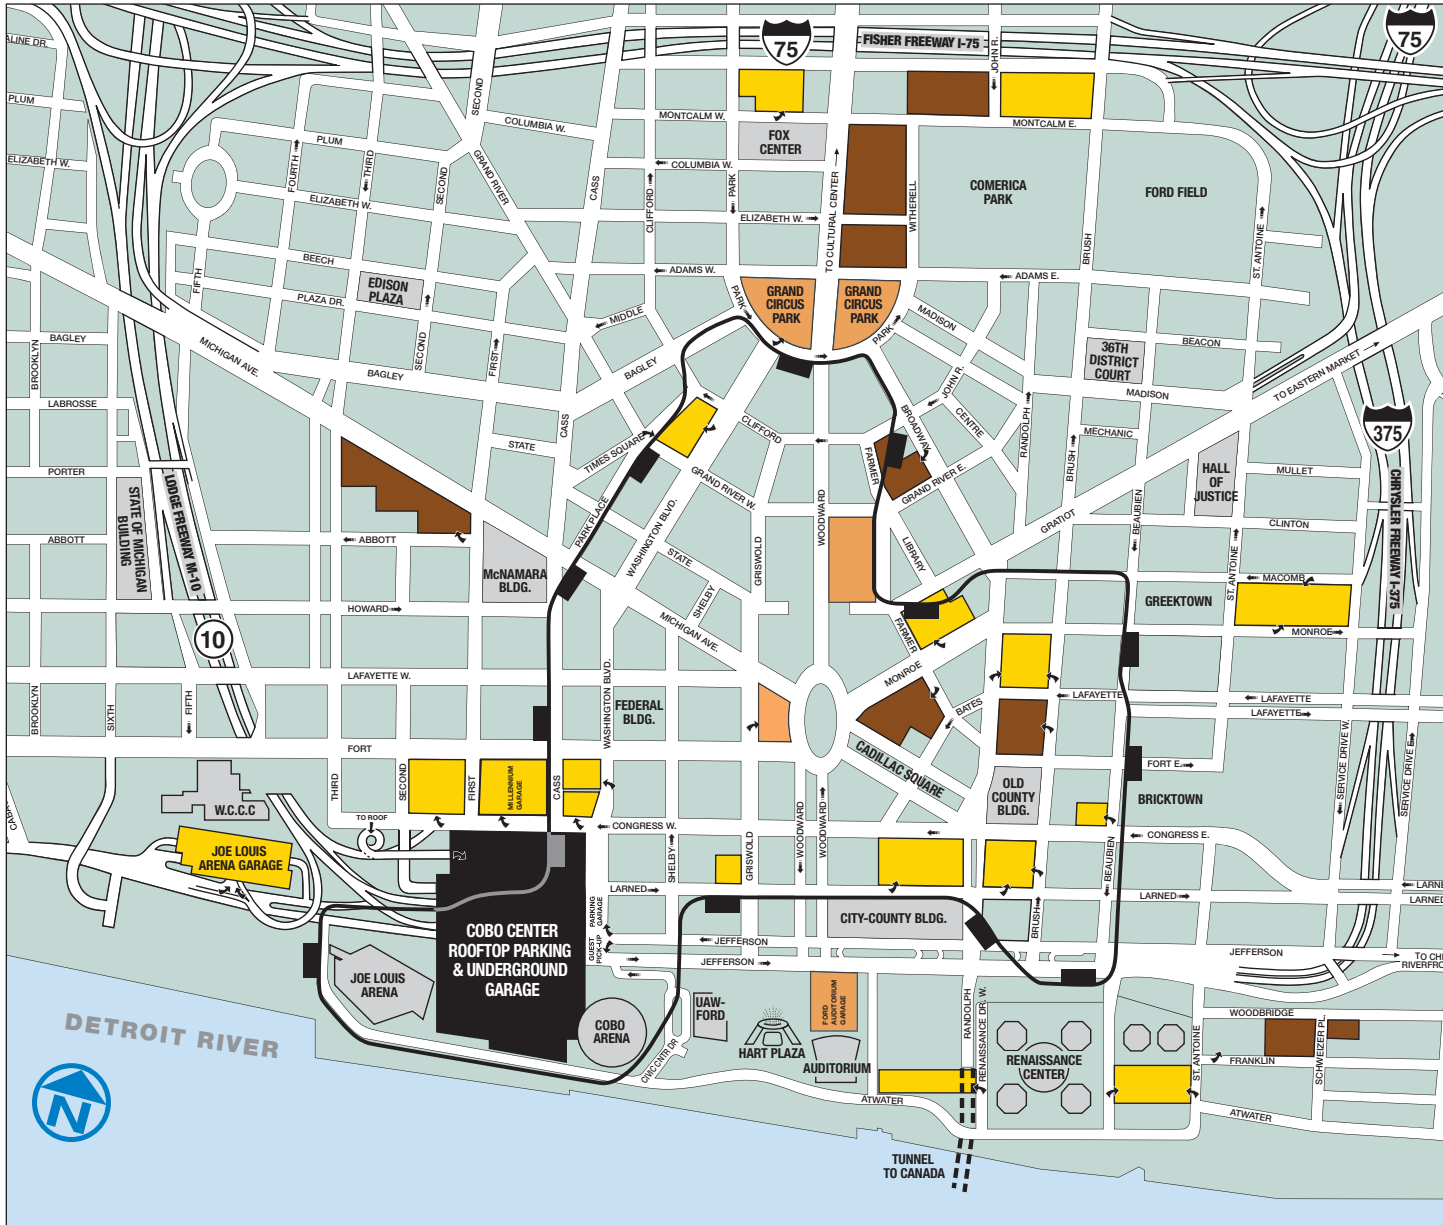 75
FISHER FREEWAY I-75
JOHN R.
75
ALINE DR.
SECOND
PLUM
COLUMBIA W.
MONTCALM W.
MONTCALM E.
FOX
CENTER
PLUM
ELIZABETH W.
FOURTH
THIRD
SECOND
GRAND RIVER
CASS
CLIFFORD
COLUMBIA W.
PARK
TO CULTURAL CENTER
WITHERELL
COMERICA
PARK
FORD FIELD
BRUSH
ST. ANTOINE
ELIZABETH W.
ELIZABETH W.
BEECH
ADAMS W.
ADAMS E.
FIFTH
EDISON
PLAZA
PLAZA DR.
PARK
GRAND
CIRCUS
PARK
GRAND
CIRCUS
PARK
PARK
MADISON
MIDDLE
BAGLEY
BROOKLYN
MICHIGAN AVE.
SECOND
FIRST
BAGLEY
BAGLEY
36TH
DISTRICT
COURT
BEACON
TO EASTERN MARKET
MADISON
LABROSSE
CASS
CLIFFORD
BROADWAY
JOHN R.
CENTRE
RANDOLPH
MECHANIC
BRUSH
375
STATE
TIMES SQUARE
FARMER
GRAND RIVER E.
GRAND RIVER W.
PORTER
STATE OF MICHIGAN
BUILDING
LODGE FREEWAY M-10
HALL
OF
JUSTICE
MULLET
CHRYSLER FREEWAY I-375
PARK PLACE
WASHINGTON BLVD.
WOODWARD
GRATIOT
BEAUBIEN
CLINTON
ABBOTT
ABBOTT
McNAMARA
BLDG.
STATE
GRISWOLD
LIBRARY
ST. ANTOINE
MACOMB
GREEKTOWN
HOWARD
SHELBY
MICHIGAN AVE.
FARMER
MONROE
MONROE
10
LAFAYETTE W.
BROOKLYN
SIXTH
FIFTH
WASHINGTON BLVD.
FEDERAL
BLDG.
BATES
LAFAYETTE
LAFAYETTE
LAFAYETTE
FORT
CADILLAC SQUARE
FORT E.
SERVICE DRIVE W.
SERVICE DRIVE E.
THIRD
SECOND
FIRST
MILLENNIUM
GARAGE
CASS
OLD
COUNTY
BLDG.
BRICKTOWN
W.C.C.C
TO ROOF
CONGRESS W.
WOODWARD
WOODWARD
CONGRESS E.
JOE LOUIS
ARENA GARAGE
SHELBY
GRISWOLD
BEAUBIEN
LARNED
LARNED
LARNED
PARKING
GARAGE
GUEST
PICK-UP
COBO CENTER
ROOFTOP PARKING
& UNDERGROUND
GARAGE
CITY-COUNTY BLDG.
BRUSH
JEFFERSON
JEFFERSON
JEFFERSON
JOE LOUIS
ARENA
UAW-
FORD
COBO
ARENA
CIVIC CNTR DR
HART PLAZA
FORD
AUDITORIUM
GARAGE
AUDITORIUM
RANDOLPH
RENAISSANCE DR. W.
RENAISSANCE
CENTER
ST. ANTOINE
WOODBRIDGE
FRANKLIN
SCHWEIZER PL.
ATWATER
ATWATER
DETROIT RIVER
N
TUNNEL
TO CANADA